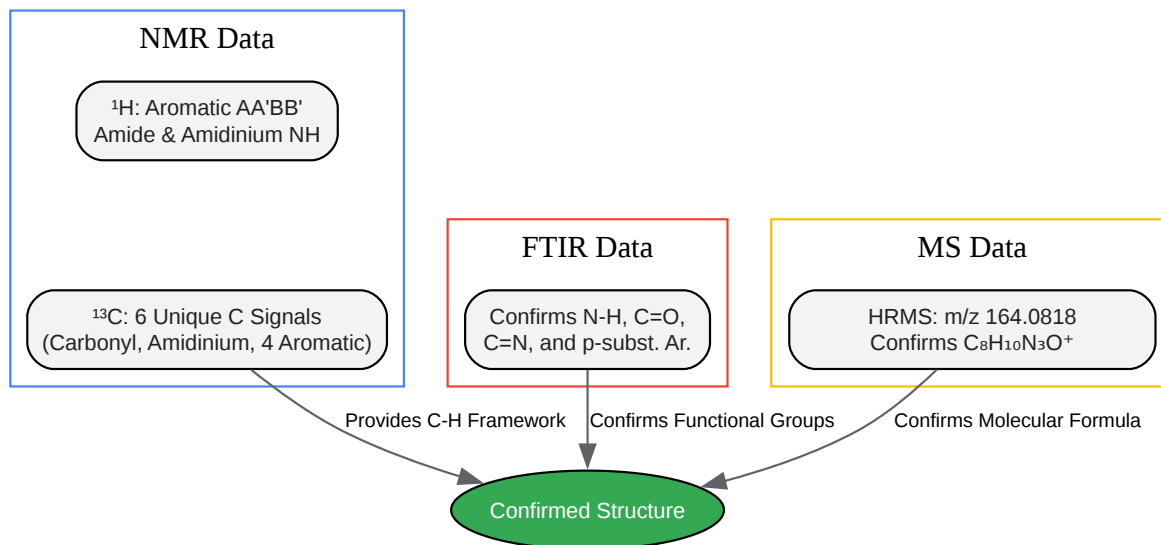 NMR Data
¹H: Aromatic AA'BB'
Amide & Amidinium NH
¹³C: 6 Unique C Signals
(Carbonyl, Amidinium, 4 Aromatic)
FTIR Data
Confirms N-H, C=O,
C=N, and p-subst. Ar.
MS Data
HRMS: m/z 164.0818
Confirms C₈H₁₀N₃O⁺
Provides C-H Framework
Confirms Functional Groups
Confirms Molecular Formula
Confirmed Structure